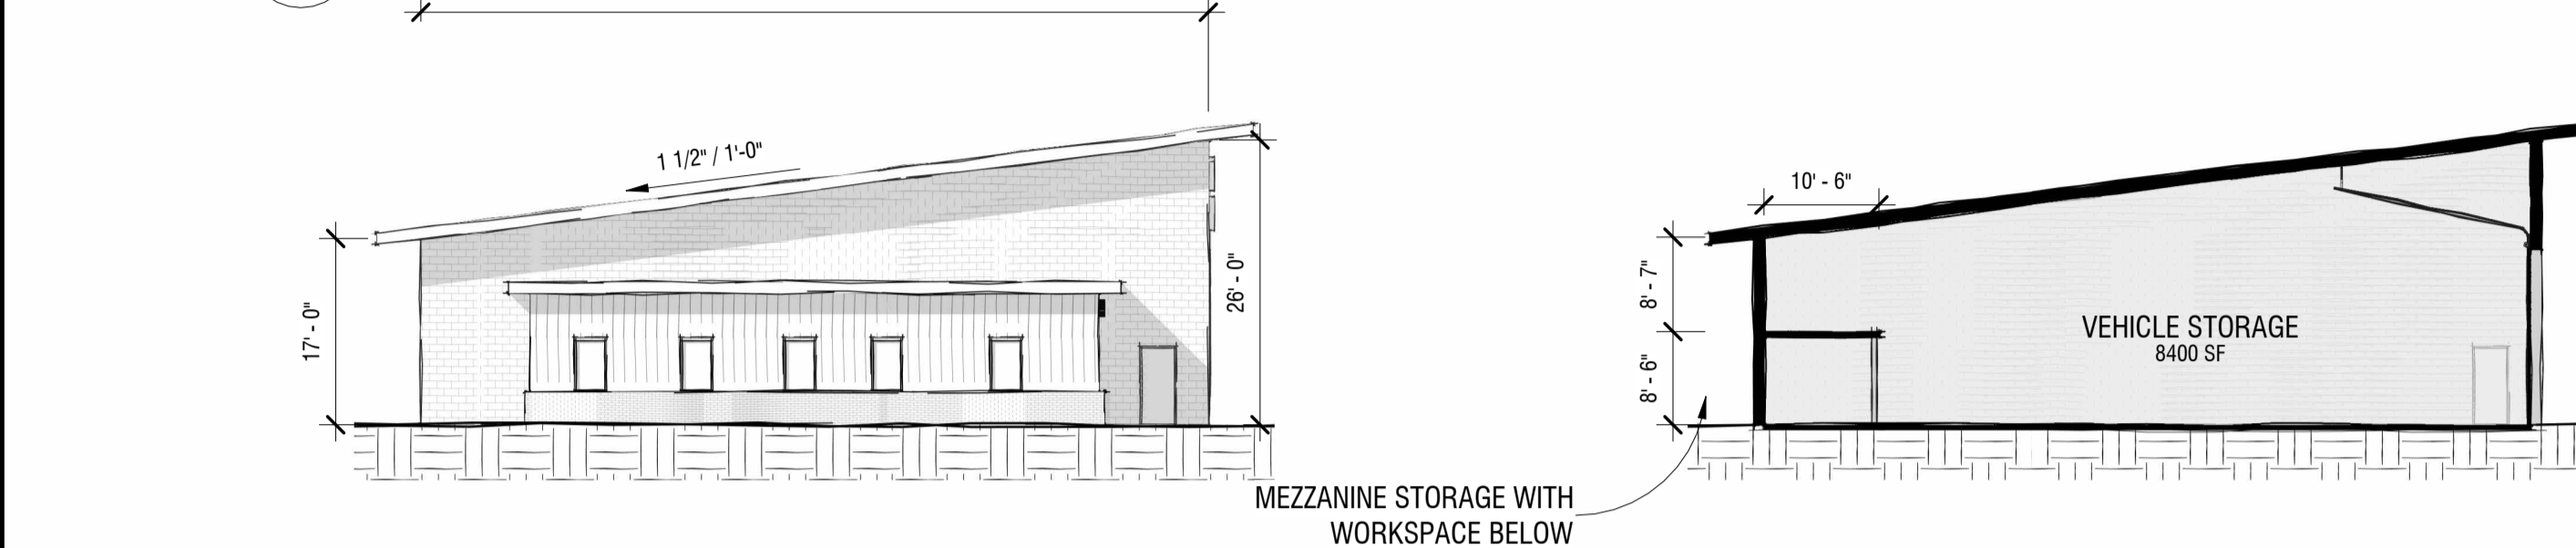 1 1/2" / 1'-0"
17' - 0"
26' - 0"
10' - 6"
8' - 7"
8' - 6"
VEHICLE STORAGE
8400 SF
MEZZANINE STORAGE WITH
WORKSPACE BELOW